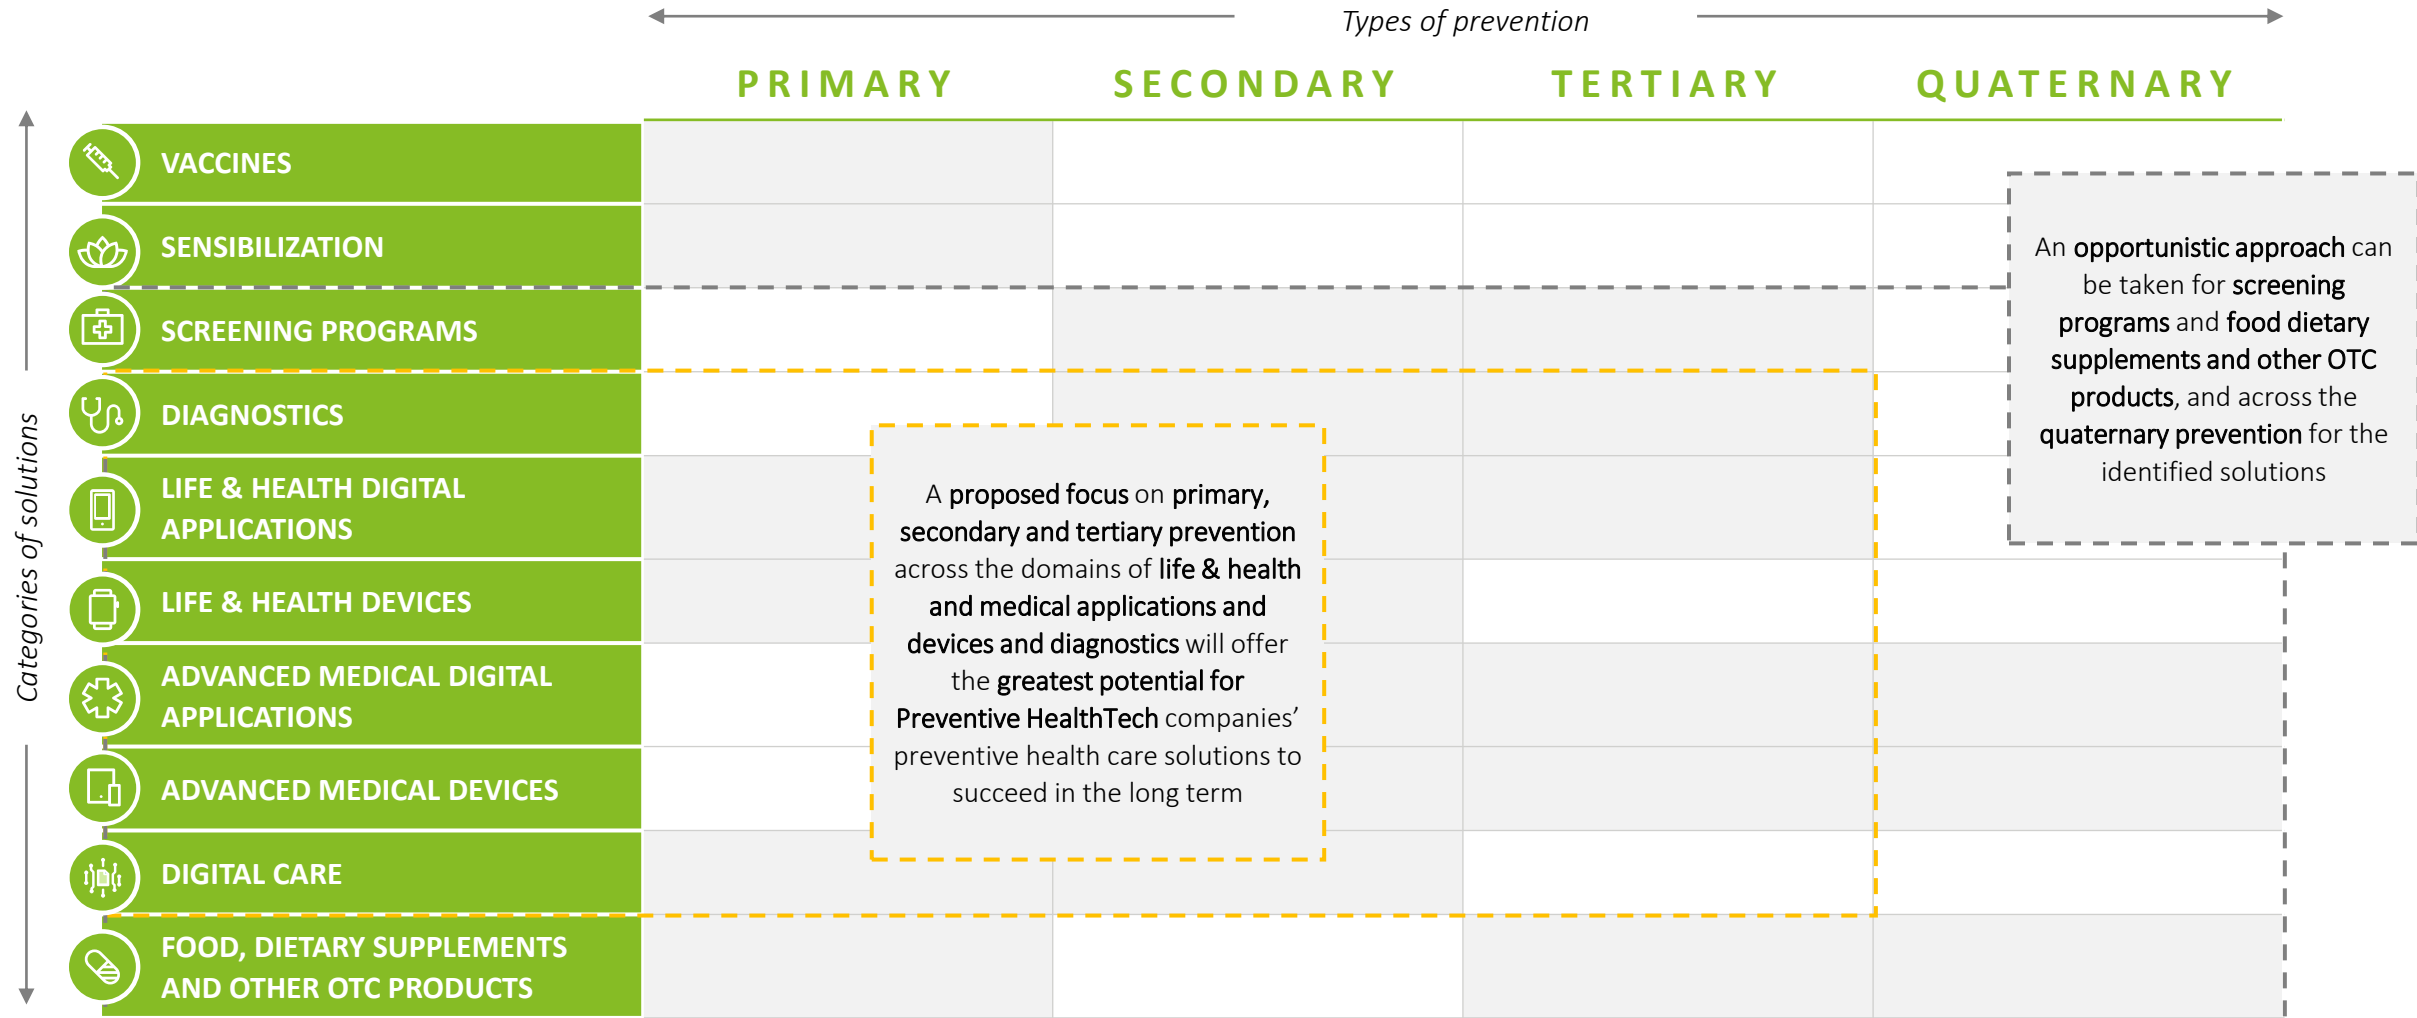 Types of prevention
PRIMARY
SECONDARY
TERTIARY
QUATERNARY
Categories of solutions
VACCINES
SENSIBILIZATION
SCREENING PROGRAMS
DIAGNOSTICS
LIFE & HEALTH DIGITAL
APPLICATIONS
LIFE & HEALTH DEVICES
ADVANCED MEDICAL DIGITAL
APPLICATIONS
ADVANCED MEDICAL DEVICES
DIGITAL CARE
FOOD, DIETARY SUPPLEMENTS
AND OTHER OTC PRODUCTS
A proposed focus on primary,
secondary and tertiary prevention
across the domains of life & health
and medical applications and
devices and diagnostics will offer
the greatest potential for
Preventive HealthTech companies’
preventive health care solutions to
succeed in the long term
An opportunistic approach can
be taken for screening
programs and food dietary
supplements and other OTC
products, and across the
quaternary prevention for the
identified solutions